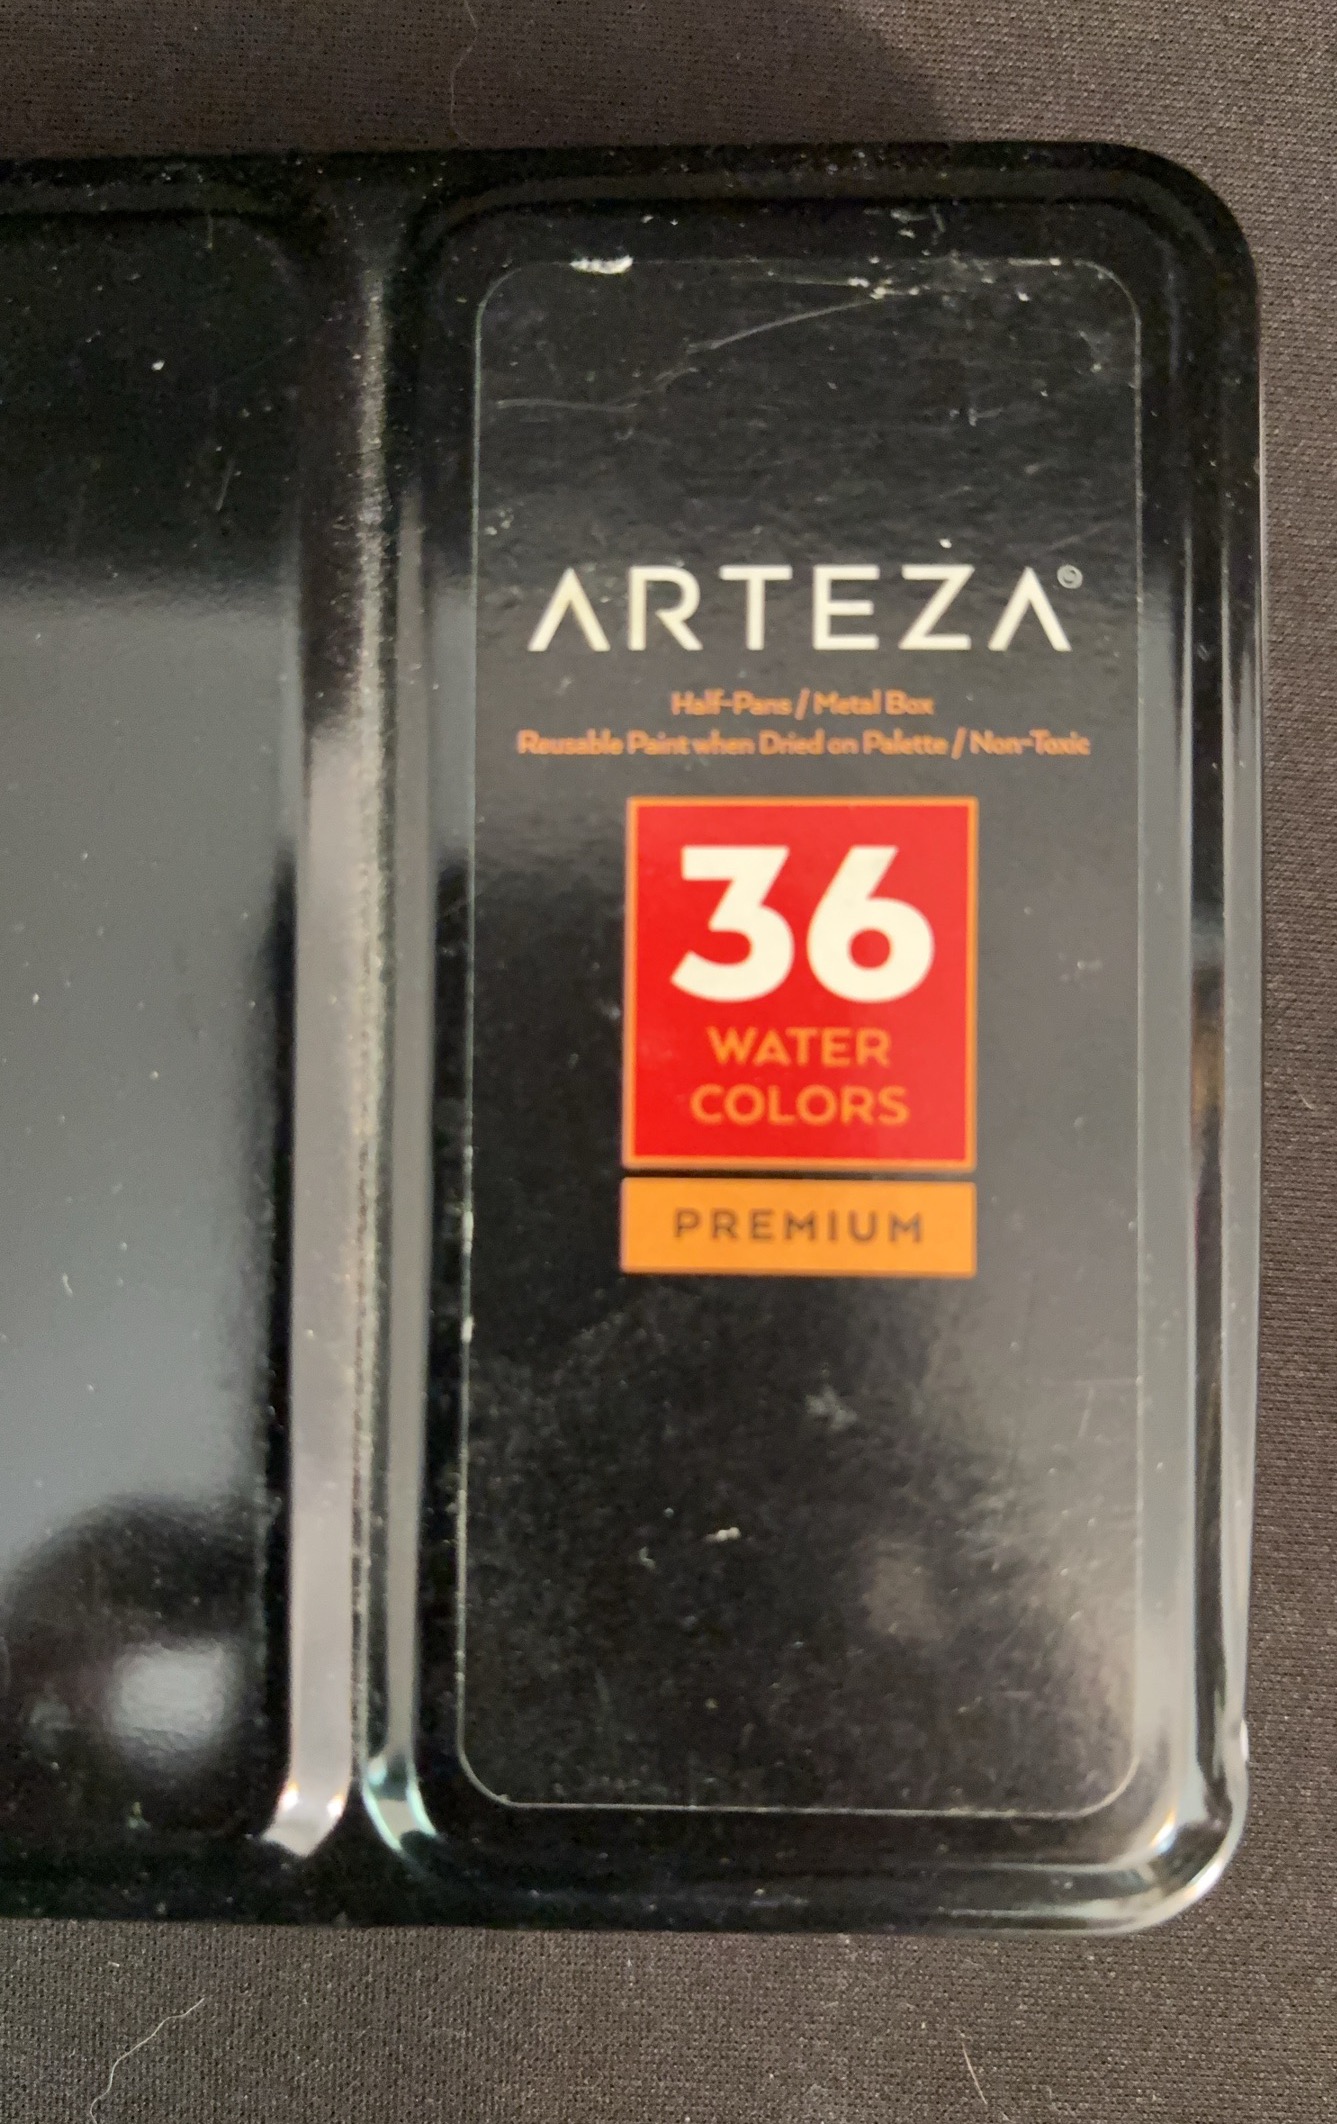 ARTEZA®
Half-Pans / Metal Box
Reusable Paint when Dried on Palette / Non-Toxic
36
WATER
COLORS
PREMIUM